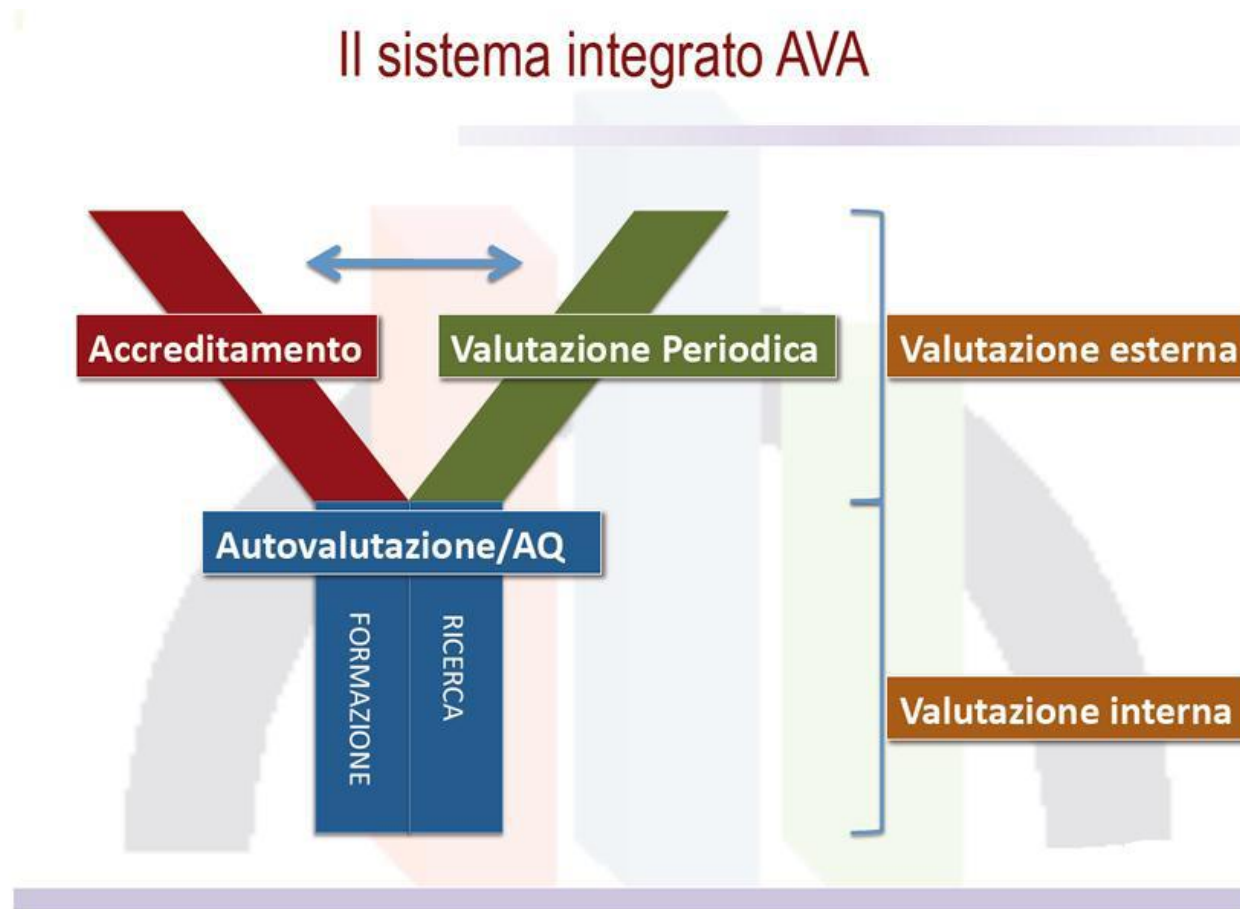 Il sistema integrato AVA
Accreditamento
Valutazione Periodica
Valutazione esterna
Autovalutazione/AQ
FORMAZIONE
RICERCA
Valutazione interna